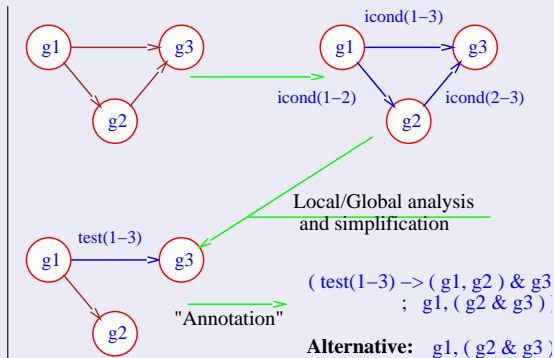 icond(1-3)
g1
g3
g1
g3
icond(1-2)
icond(2-3)
g2
g2
Local/Global analysis
and simplification
test(1-3)
g1
g3
( test(1-3) -> ( g1, g2 ) & g3
; g1, ( g2 & g3 )
"Annotation"
g2
Alternative: g1, ( g2 & g3 )